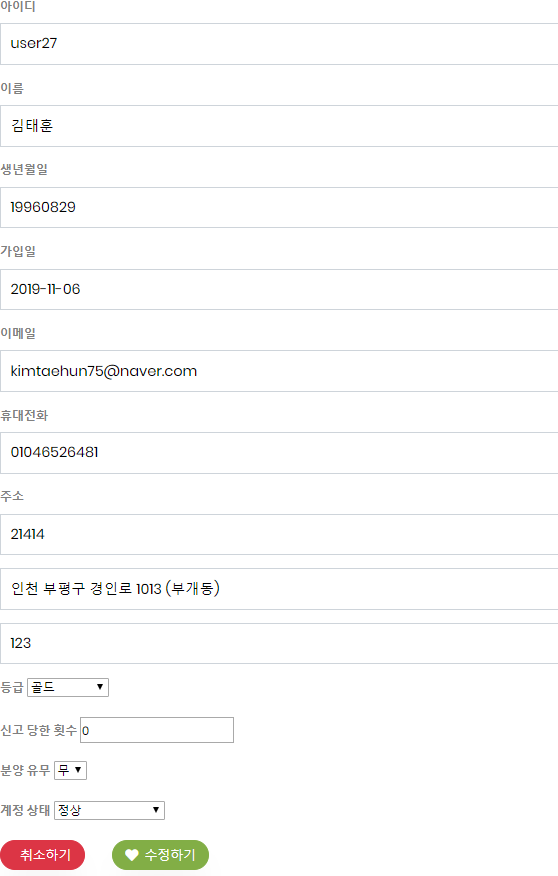 아이디
user27
이름
김태훈
생년월일
19960829
가입일
2019-11-06
이메일
kimtaehun75@naver.com
휴대전화
01046526481
주소
21414
인천 부평구 경인로 1013 (부개동)
123
등급 골드
신고 당한 횟수 0
분양 유무 무
계정 상태 정상
취소하기 수정하기